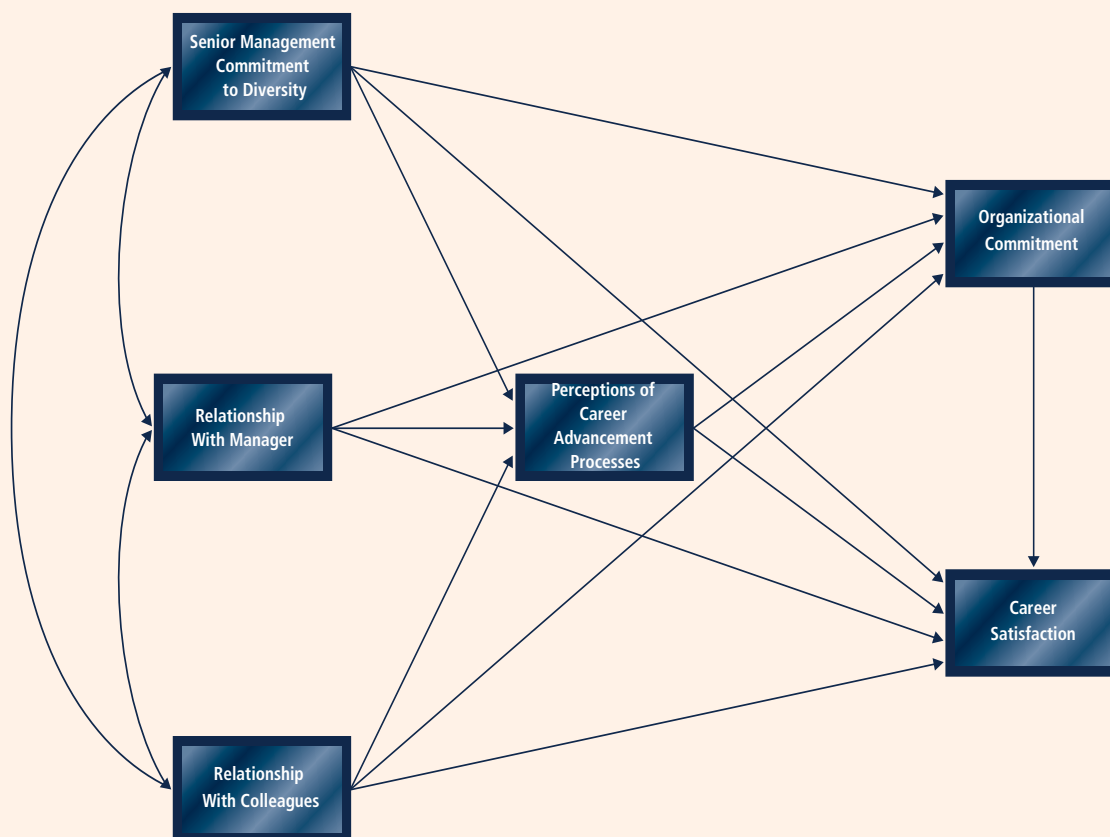 Senior Management
Commitment
to Diversity
Organizational
Commitment
Relationship
With Manager
Perceptions of
Career
Advancement
Processes
Career
Satisfaction
Relationship
With Colleagues